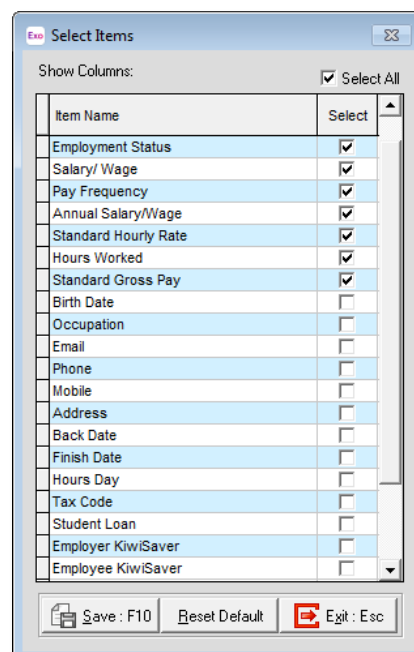 Exo Select Items
Show Columns:
Select All
Item Name Select
Employment Status
Salary/ Wage
Pay Frequency
Annual Salary/Wage
Standard Hourly Rate
Hours Worked
Standard Gross Pay
Birth Date
Occupation
Email
Phone
Mobile
Address
Back Date
Finish Date
Hours Day
Tax Code
Student Loan
Employer KiwiSaver
Employee KiwiSaver
Save : F10 Reset Default Exit : Esc